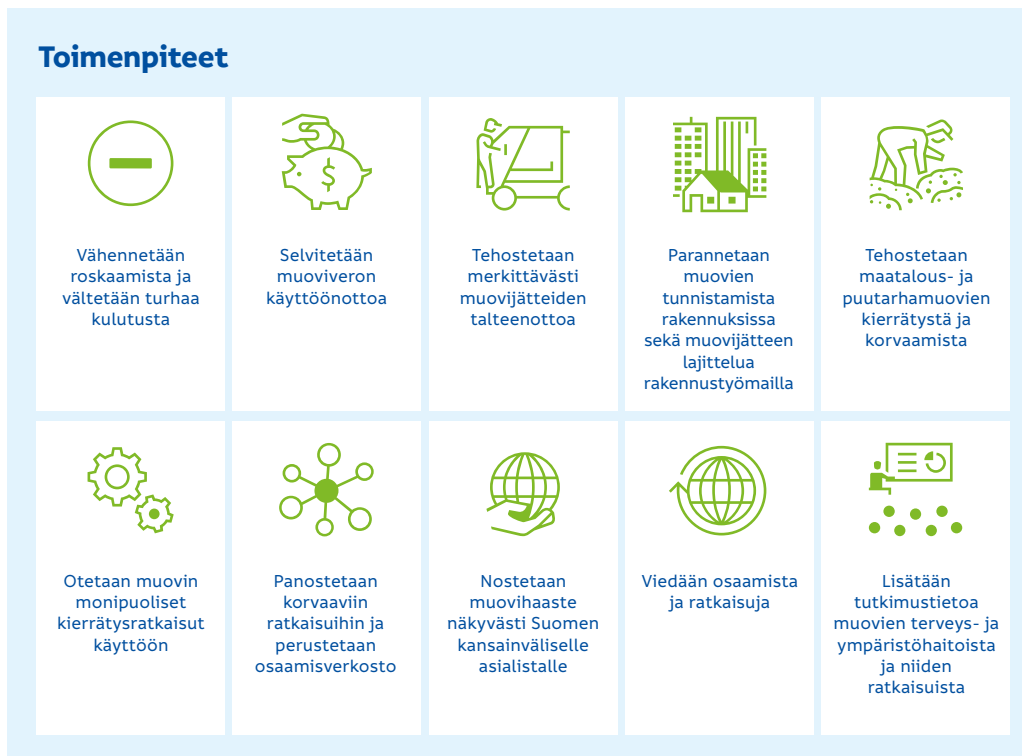 Toimenpiteet
Vähennetään
roskaamista ja
vältetään turhaa
kulutusta
$
Selvitetään
muoviveron
käyttöönottoa
Tehostetaan
merkittävästi
muovijätteiden
talteenottoa
Parannetaan
muovien
tunnistamista
rakennuksissa
sekä muovijätteen
lajittelua
rakennustyömailla
Tehostetaan
maatalous- ja
puutarhamuovien
kierrätystä ja
korvaamista
Otetaan muovin
monipuoliset
kierrätysratkaisut
käyttöön
Panostetaan
korvaaviin
ratkaisuihin ja
perustetaan
osaamisverkosto
Nostetaan
muovihaaste
näkyvästi Suomen
kansainväliselle
asialistalle
Viedään osaamista
ja ratkaisuja
Lisätään
tutkimustietoa
muovien terveys- ja
ympäristöhaitoista
ja niiden
ratkaisuista